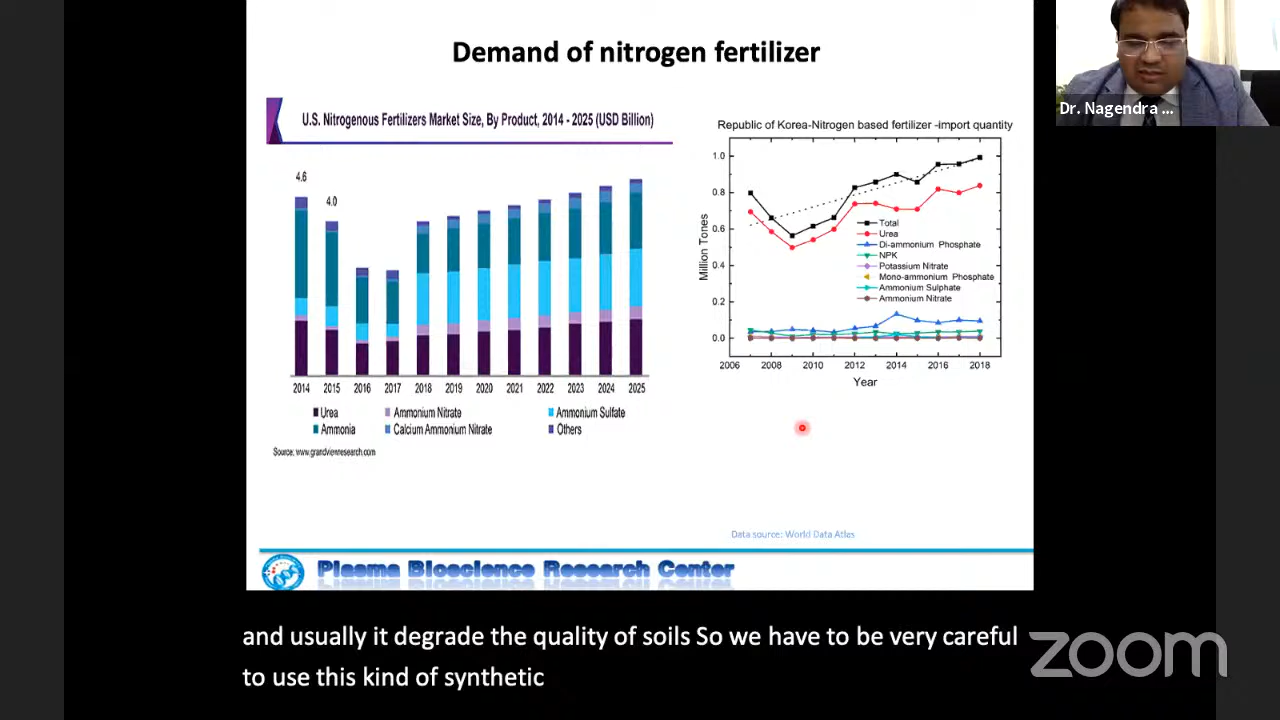 Demand of nitrogen fertilizer
Dr. Nagendra ...
U.S. Nitrogenous Fertilizers Market Size, By Product, 2014 - 2025 (USD Billion)
4.6
4.0
2014 2015 2016 2017 2018 2019 2020 2021 2022 2023 2024 2025
Urea Ammonium Nitrate Ammonium Sulfate
Ammonia Calcium Ammonium Nitrate Others
Source: www.grandviewresearch.com
Republic of Korea-Nitrogen based fertilizer -import quantity
1.0
0.8
0.6
0.4
0.2
0.0
Million Tones
Total
Urea
Di-ammonium Phosphate
NPK
Potassium Nitrate
Mono-ammonium Phosphate
Ammonium Sulphate
Ammonium Nitrate
2006 2008 2010 2012 2014 2016 2018
Year
Data source: World Data Atlas
Plasma Bioscience Research Center
and usually it degrade the quality of soils So we have to be very careful
to use this kind of synthetic
zoom